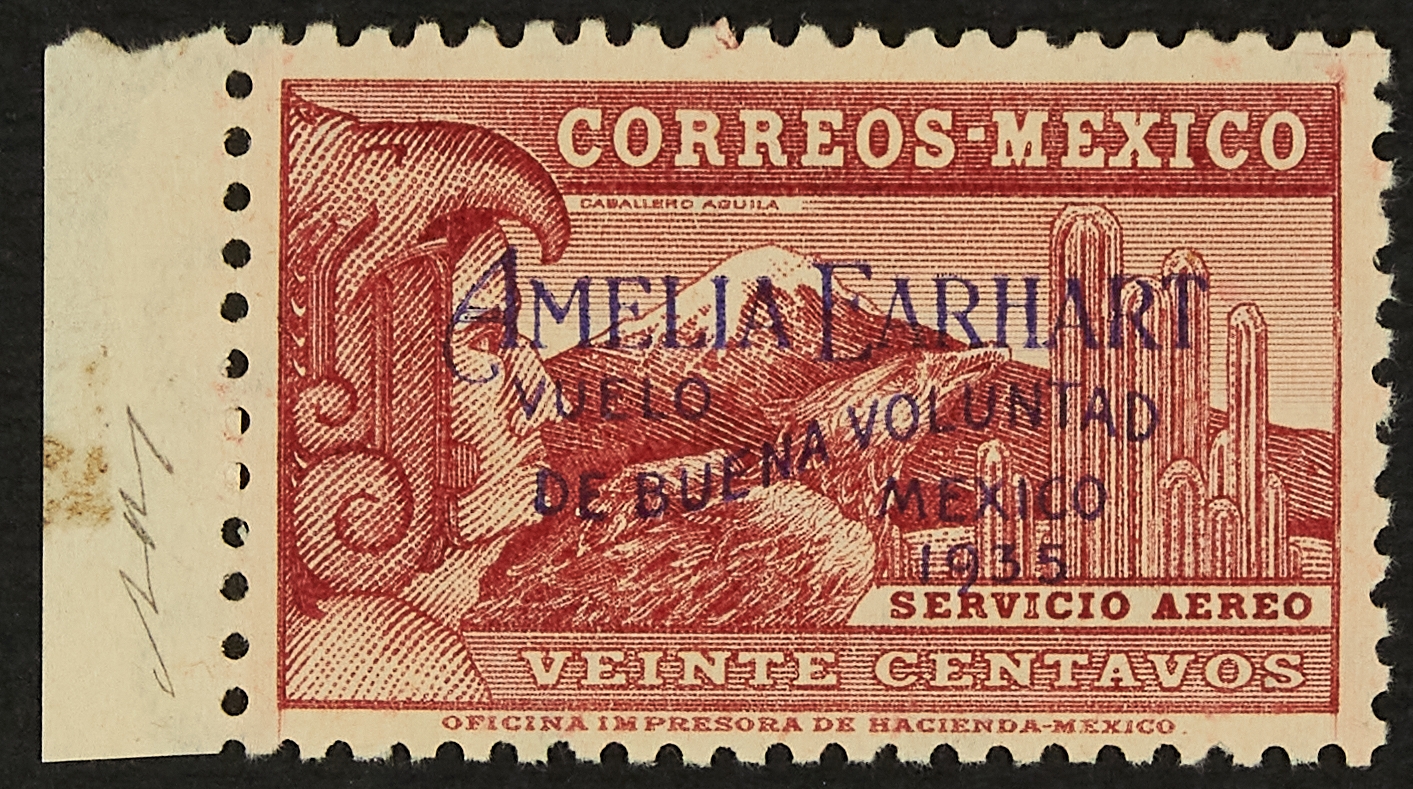 CORREOS-MEXICO
CABALLERO AGUILA
AMELIA EARHART
VUELO
DE BUENA VOLUNTAD
MEXICO
1935
SERVICIO AEREO
VEINTE CENTAVOS
OFICINA IMPRESORA DE HACIENDA-MEXICO.